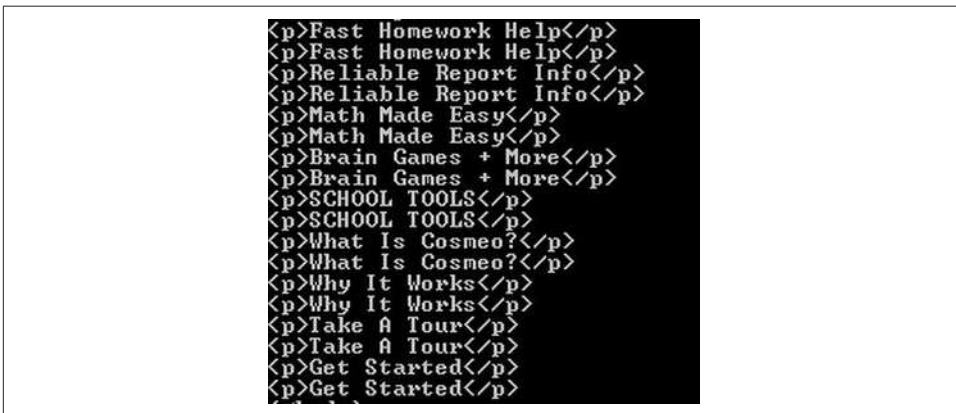 <p>Fast Homework Help</p>
<p>Fast Homework Help</p>
<p>Reliable Report Info</p>
<p>Reliable Report Info</p>
<p>Math Made Easy</p>
<p>Math Made Easy</p>
<p>Brain Games + More</p>
<p>Brain Games + More</p>
<p>SCHOOL TOOLS</p>
<p>SCHOOL TOOLS</p>
<p>What Is Cosmeo?</p>
<p>What Is Cosmeo?</p>
<p>Why It Works</p>
<p>Why It Works</p>
<p>Take A Tour</p>
<p>Take A Tour</p>
<p>Get Started</p>
<p>Get Started</p>